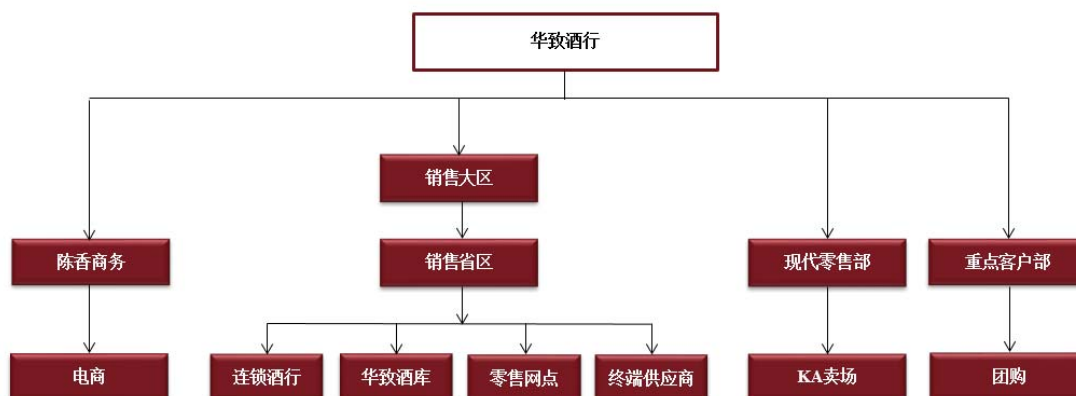 华致酒行
销售大区
陈香商务
销售省区
现代零售部
重点客户部
电商
连锁酒行
华致酒库
零售网点
终端供应商
KA卖场
团购